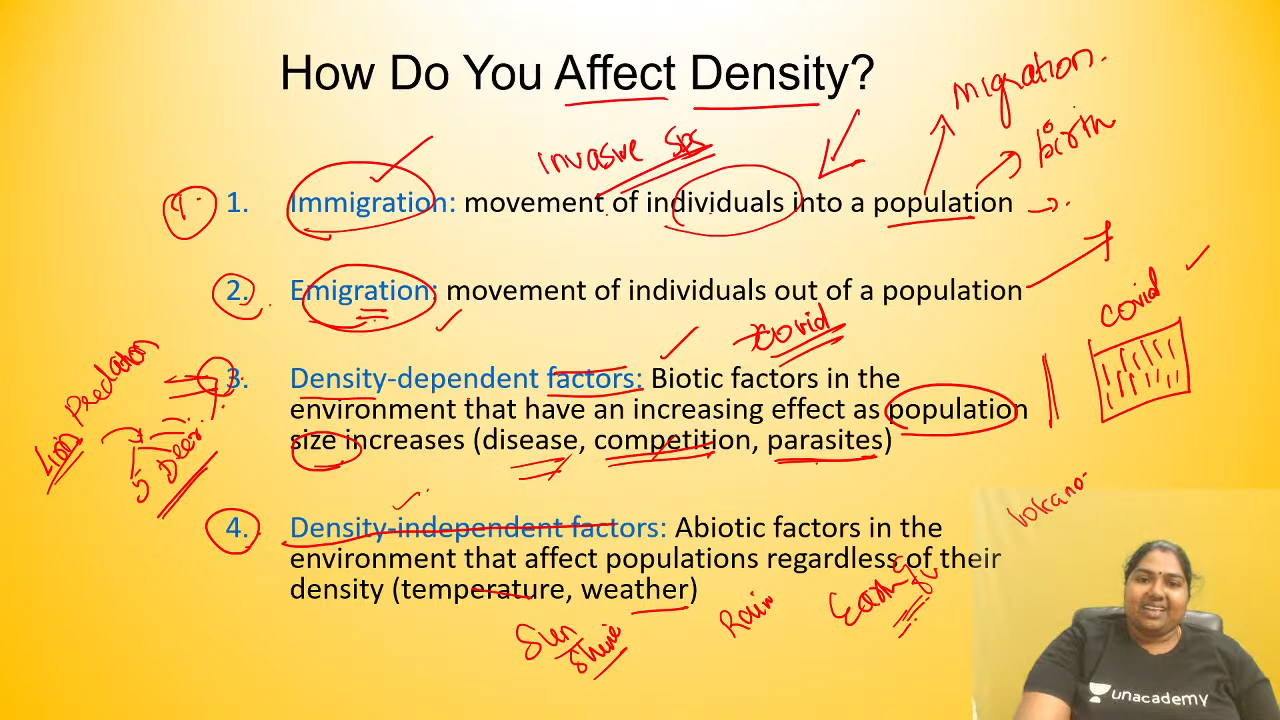 How Do You Affect Density?
Migration.
birth
invasive sps
1. Immigration: movement of individuals into a population
2. Emigration: movement of individuals out of a population
covid
covid
3. Density-dependent factors: Biotic factors in the
environment that have an increasing effect as population
size increases (disease, competition, parasites)
Predation
Lion
5 Deer
4. Density-independent factors: Abiotic factors in the
environment that affect populations regardless of their
density (temperature, weather)
Volcano
Sun
shine
Rain
unacademy